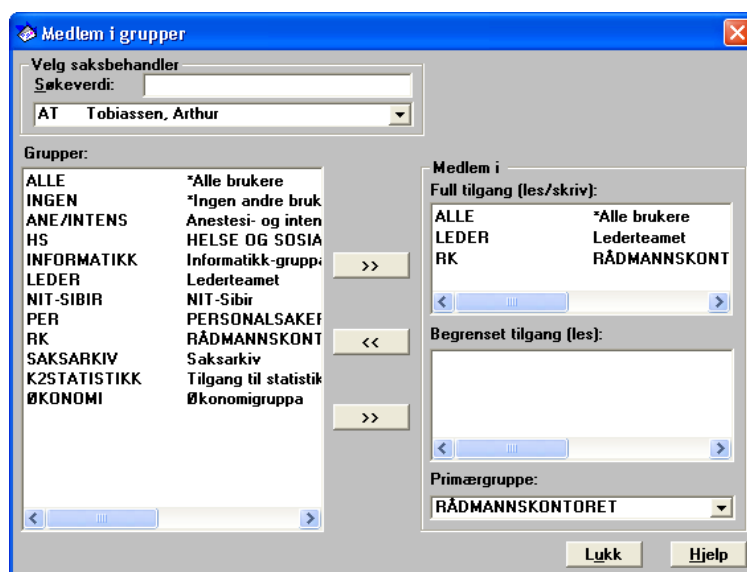 Medlem i grupper
Velg saksbehandler
Søkeverdi:
AT Tobiassen, Arthur
Grupper:
ALLE *Alle brukere
INGEN *Ingen andre bruk
ANE/INTENS Anestesi- og inten
HS HELSE OG SOSIA
INFORMATIKK Informatikk-gruppa
LEDER Lederteamet
NIT-SIBIR NIT-Sibir
PER PERSONALSAKER
RK RÅDMANNSKONT
SAKSARKIV Saksarkiv
K2STATISTIKK Tilgang til statistik
ØKONOMI Økonomigruppa
>>
<<
>>
Medlem i
Full tilgang (les/skriv):
ALLE *Alle brukere
LEDER Lederteamet
RK RÅDMANNSKONT
Begrenset tilgang (les):
Primærgruppe:
RÅDMANNSKONTORET
Lukk Hjelp